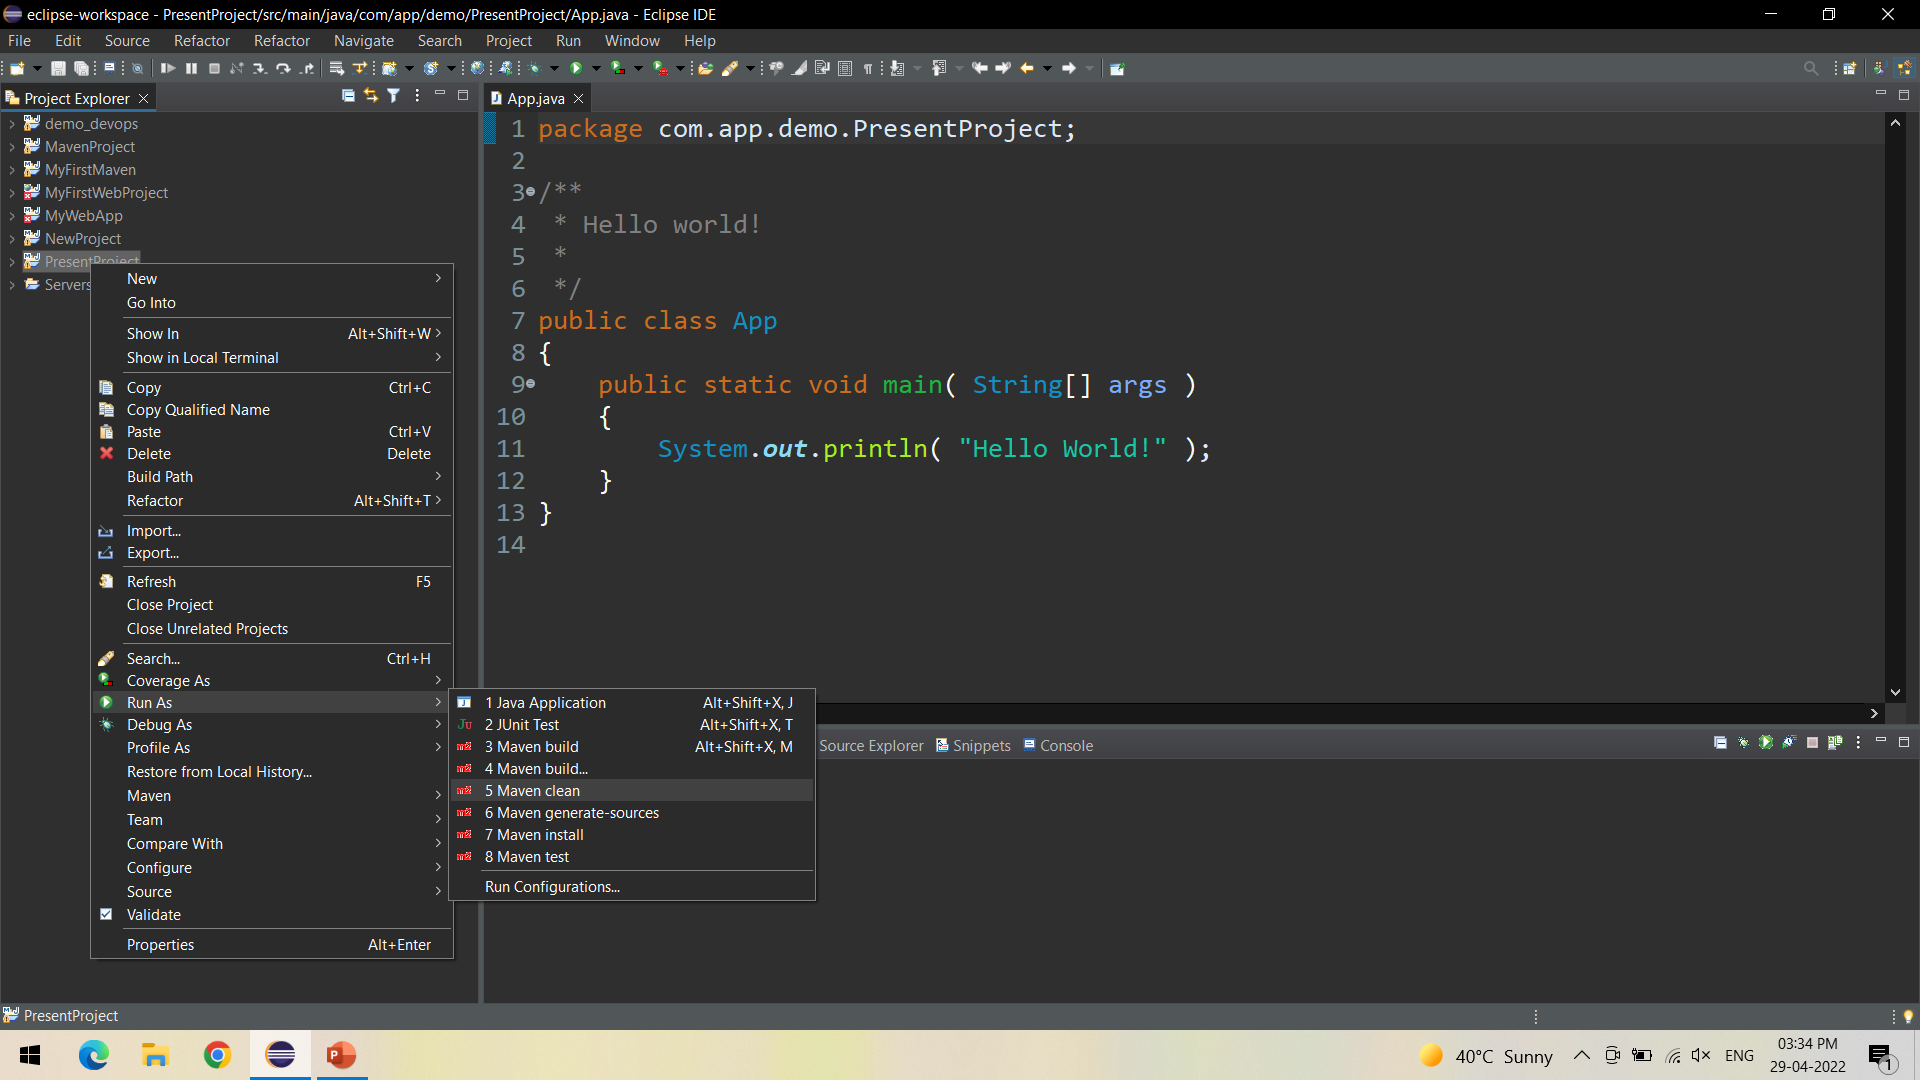 eclipse-workspace - PresentProject/src/main/java/com/app/demo/PresentProject/App.java - Eclipse IDE
File Edit Source Refactor Refactor Navigate Search Project Run Window Help
Project Explorer
demo_devops
MavenProject
MyFirstMaven
MyFirstWebProject
MyWebApp
NewProject
PresentProject
Servers
New
Go Into
Show In Alt+Shift+W
Show in Local Terminal
Copy Ctrl+C
Copy Qualified Name
Paste Ctrl+V
Delete Delete
Build Path
Refactor Alt+Shift+T
Import...
Export...
Refresh F5
Close Project
Close Unrelated Projects
Search... Ctrl+H
Coverage As
Run As
Debug As
Profile As
Restore from Local History...
Maven
Team
Compare With
Configure
Source
Validate
Properties Alt+Enter
1 Java Application Alt+Shift+X, J
2 JUnit Test Alt+Shift+X, T
3 Maven build Alt+Shift+X, M
4 Maven build...
5 Maven clean
6 Maven generate-sources
7 Maven install
8 Maven test
Run Configurations...
App.java
1 package com.app.demo.PresentProject;
2
3 /**
4  * Hello world!
5  *
6  */
7 public class App
8 {
9     public static void main( String[] args )
10     {
11         System.out.println( "Hello World!" );
12     }
13 }
14
Source Explorer Snippets Console
PresentProject
40°C Sunny ENG
03:34 PM
29-04-2022
1